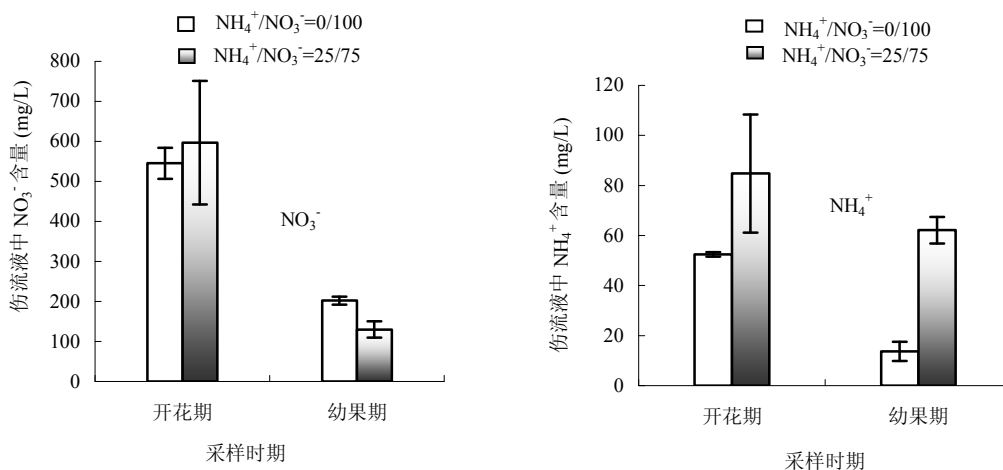 NH₄⁺/NO₃⁻=0/100
NH₄⁺/NO₃⁻=25/75
伤流液中 NO₃⁻ 含量 (mg/L)
800
700
600
500
400
300
200
100
0
NO₃⁻
开花期 幼果期
采样时期
NH₄⁺/NO₃⁻=0/100
NH₄⁺/NO₃⁻=25/75
伤流液中 NH₄⁺ 含量 (mg/L)
120
100
80
60
40
20
0
NH₄⁺
开花期 幼果期
采样时期